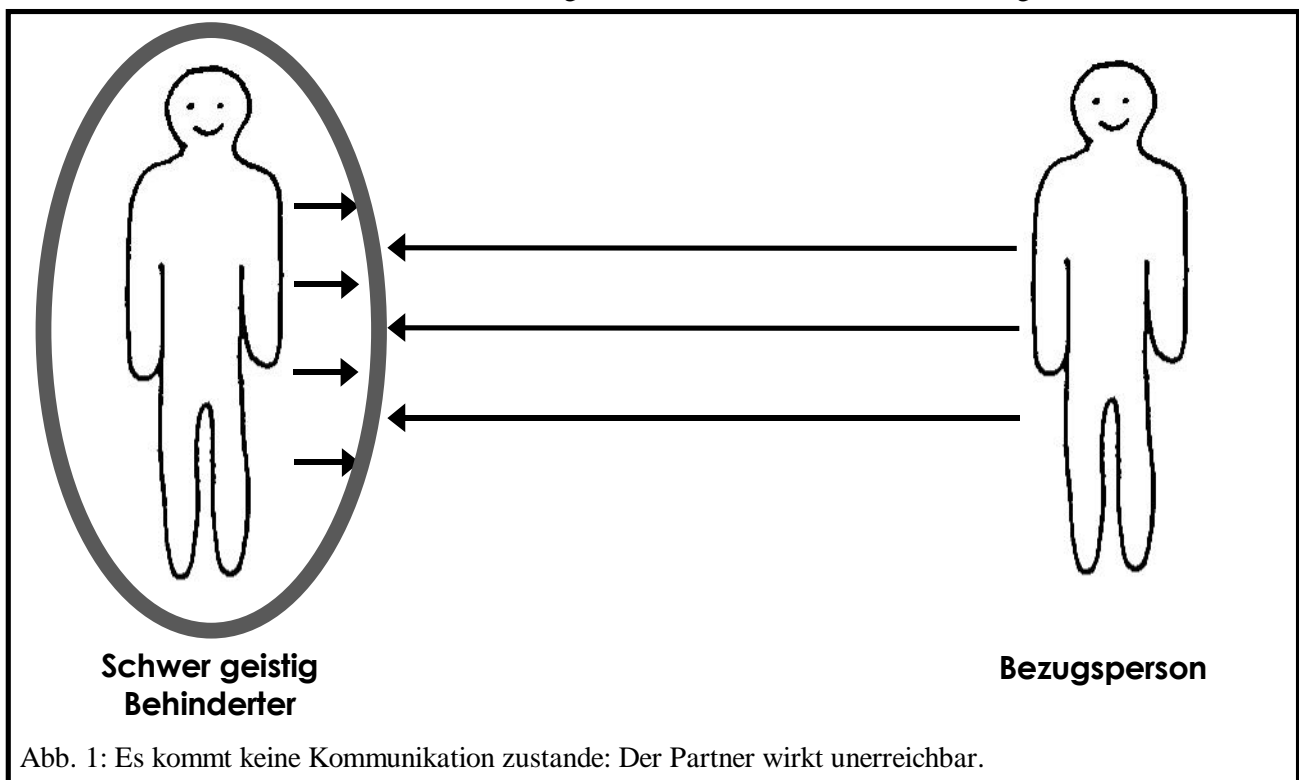 Schwer geistig
Behinderter
Bezugsperson
Abb. 1: Es kommt keine Kommunikation zustande: Der Partner wirkt unerreichbar.